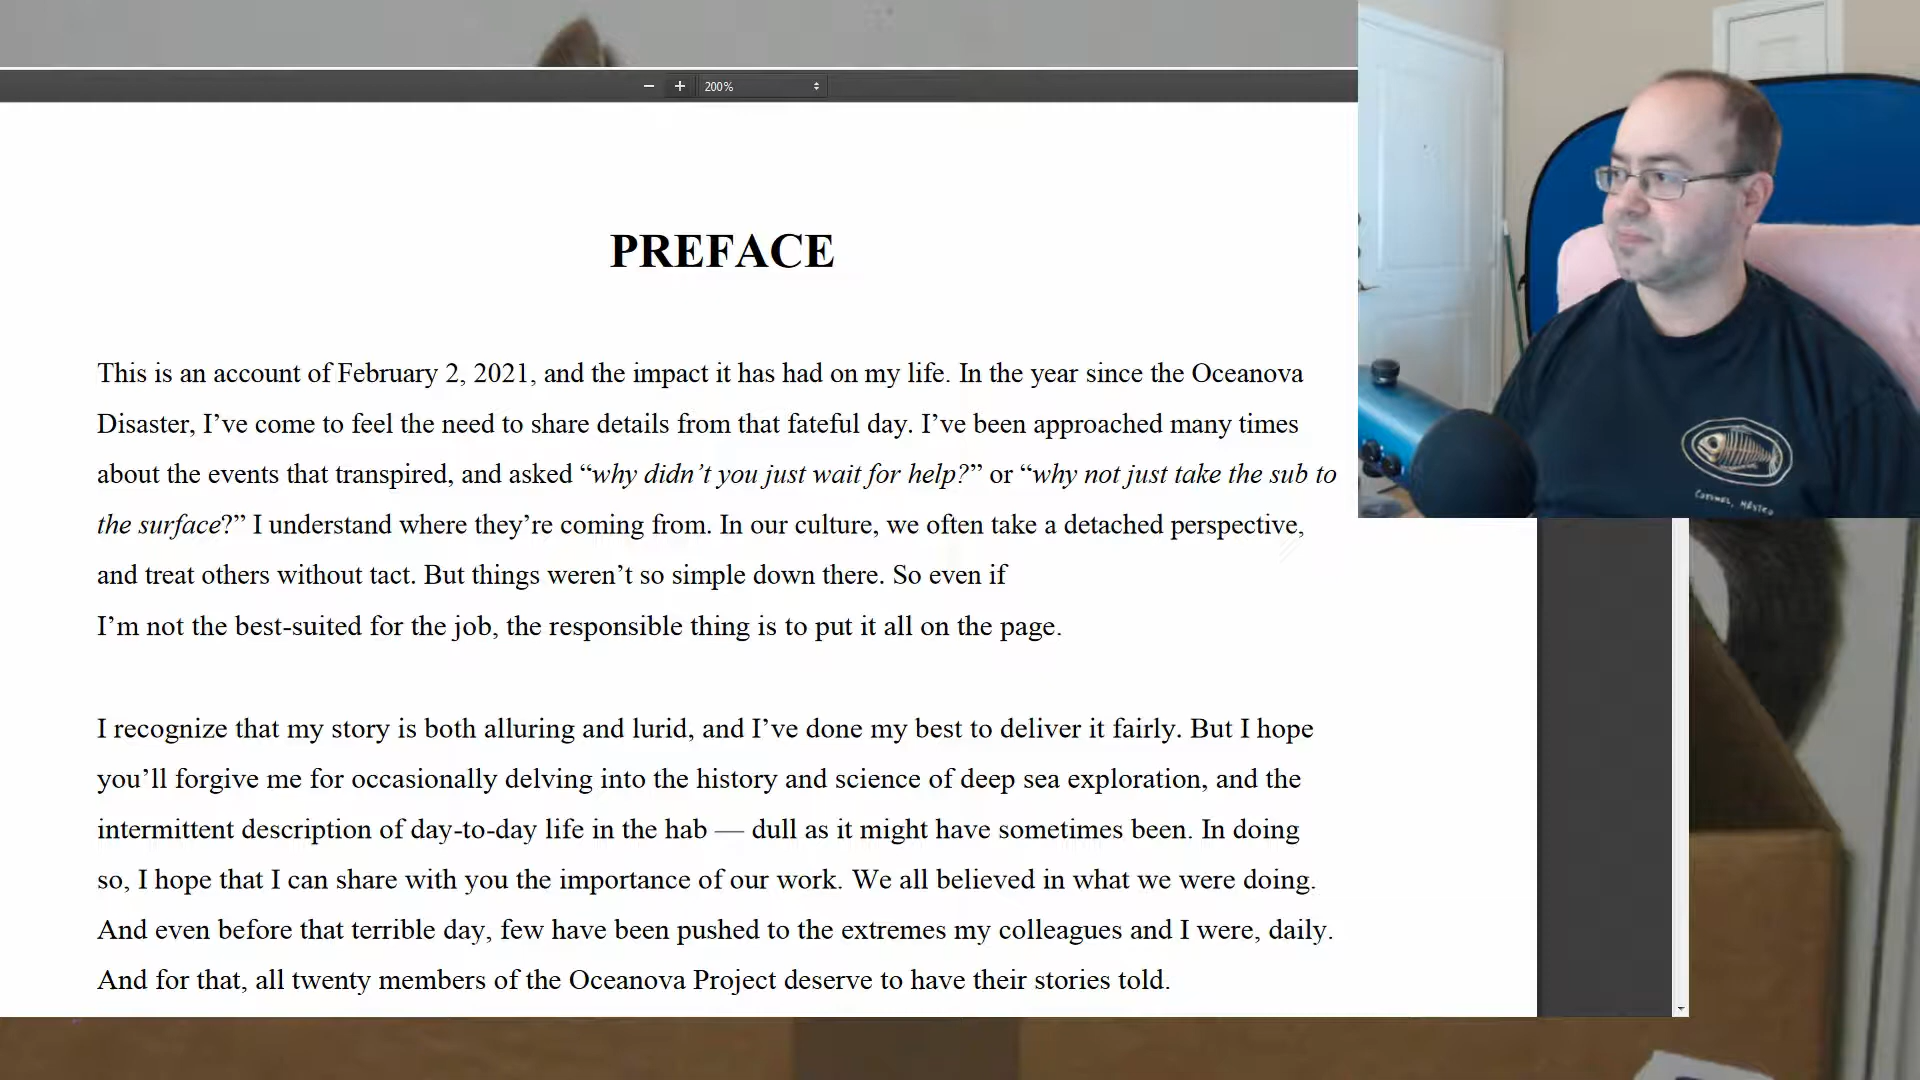 200%
PREFACE
This is an account of February 2, 2021, and the impact it has had on my life. In the year since the Oceanova
Disaster, I’ve come to feel the need to share details from that fateful day. I’ve been approached many times
about the events that transpired, and asked “why didn’t you just wait for help?” or “why not just take the sub to
the surface?” I understand where they’re coming from. In our culture, we often take a detached perspective,
and treat others without tact. But things weren’t so simple down there. So even if
I’m not the best-suited for the job, the responsible thing is to put it all on the page.
I recognize that my story is both alluring and lurid, and I’ve done my best to deliver it fairly. But I hope
you’ll forgive me for occasionally delving into the history and science of deep sea exploration, and the
intermittent description of day-to-day life in the hab — dull as it might have sometimes been. In doing
so, I hope that I can share with you the importance of our work. We all believed in what we were doing.
And even before that terrible day, few have been pushed to the extremes my colleagues and I were, daily.
And for that, all twenty members of the Oceanova Project deserve to have their stories told.
COZUMEL, MÉXICO